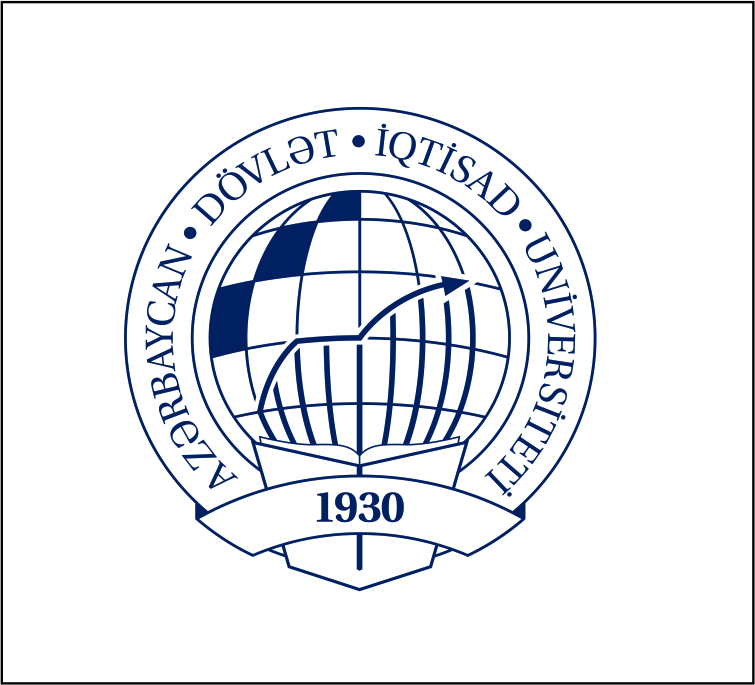 AZƏRBAYCAN • DÖVLƏT • İQTİSAD • UNİVERSİTETİ
1930